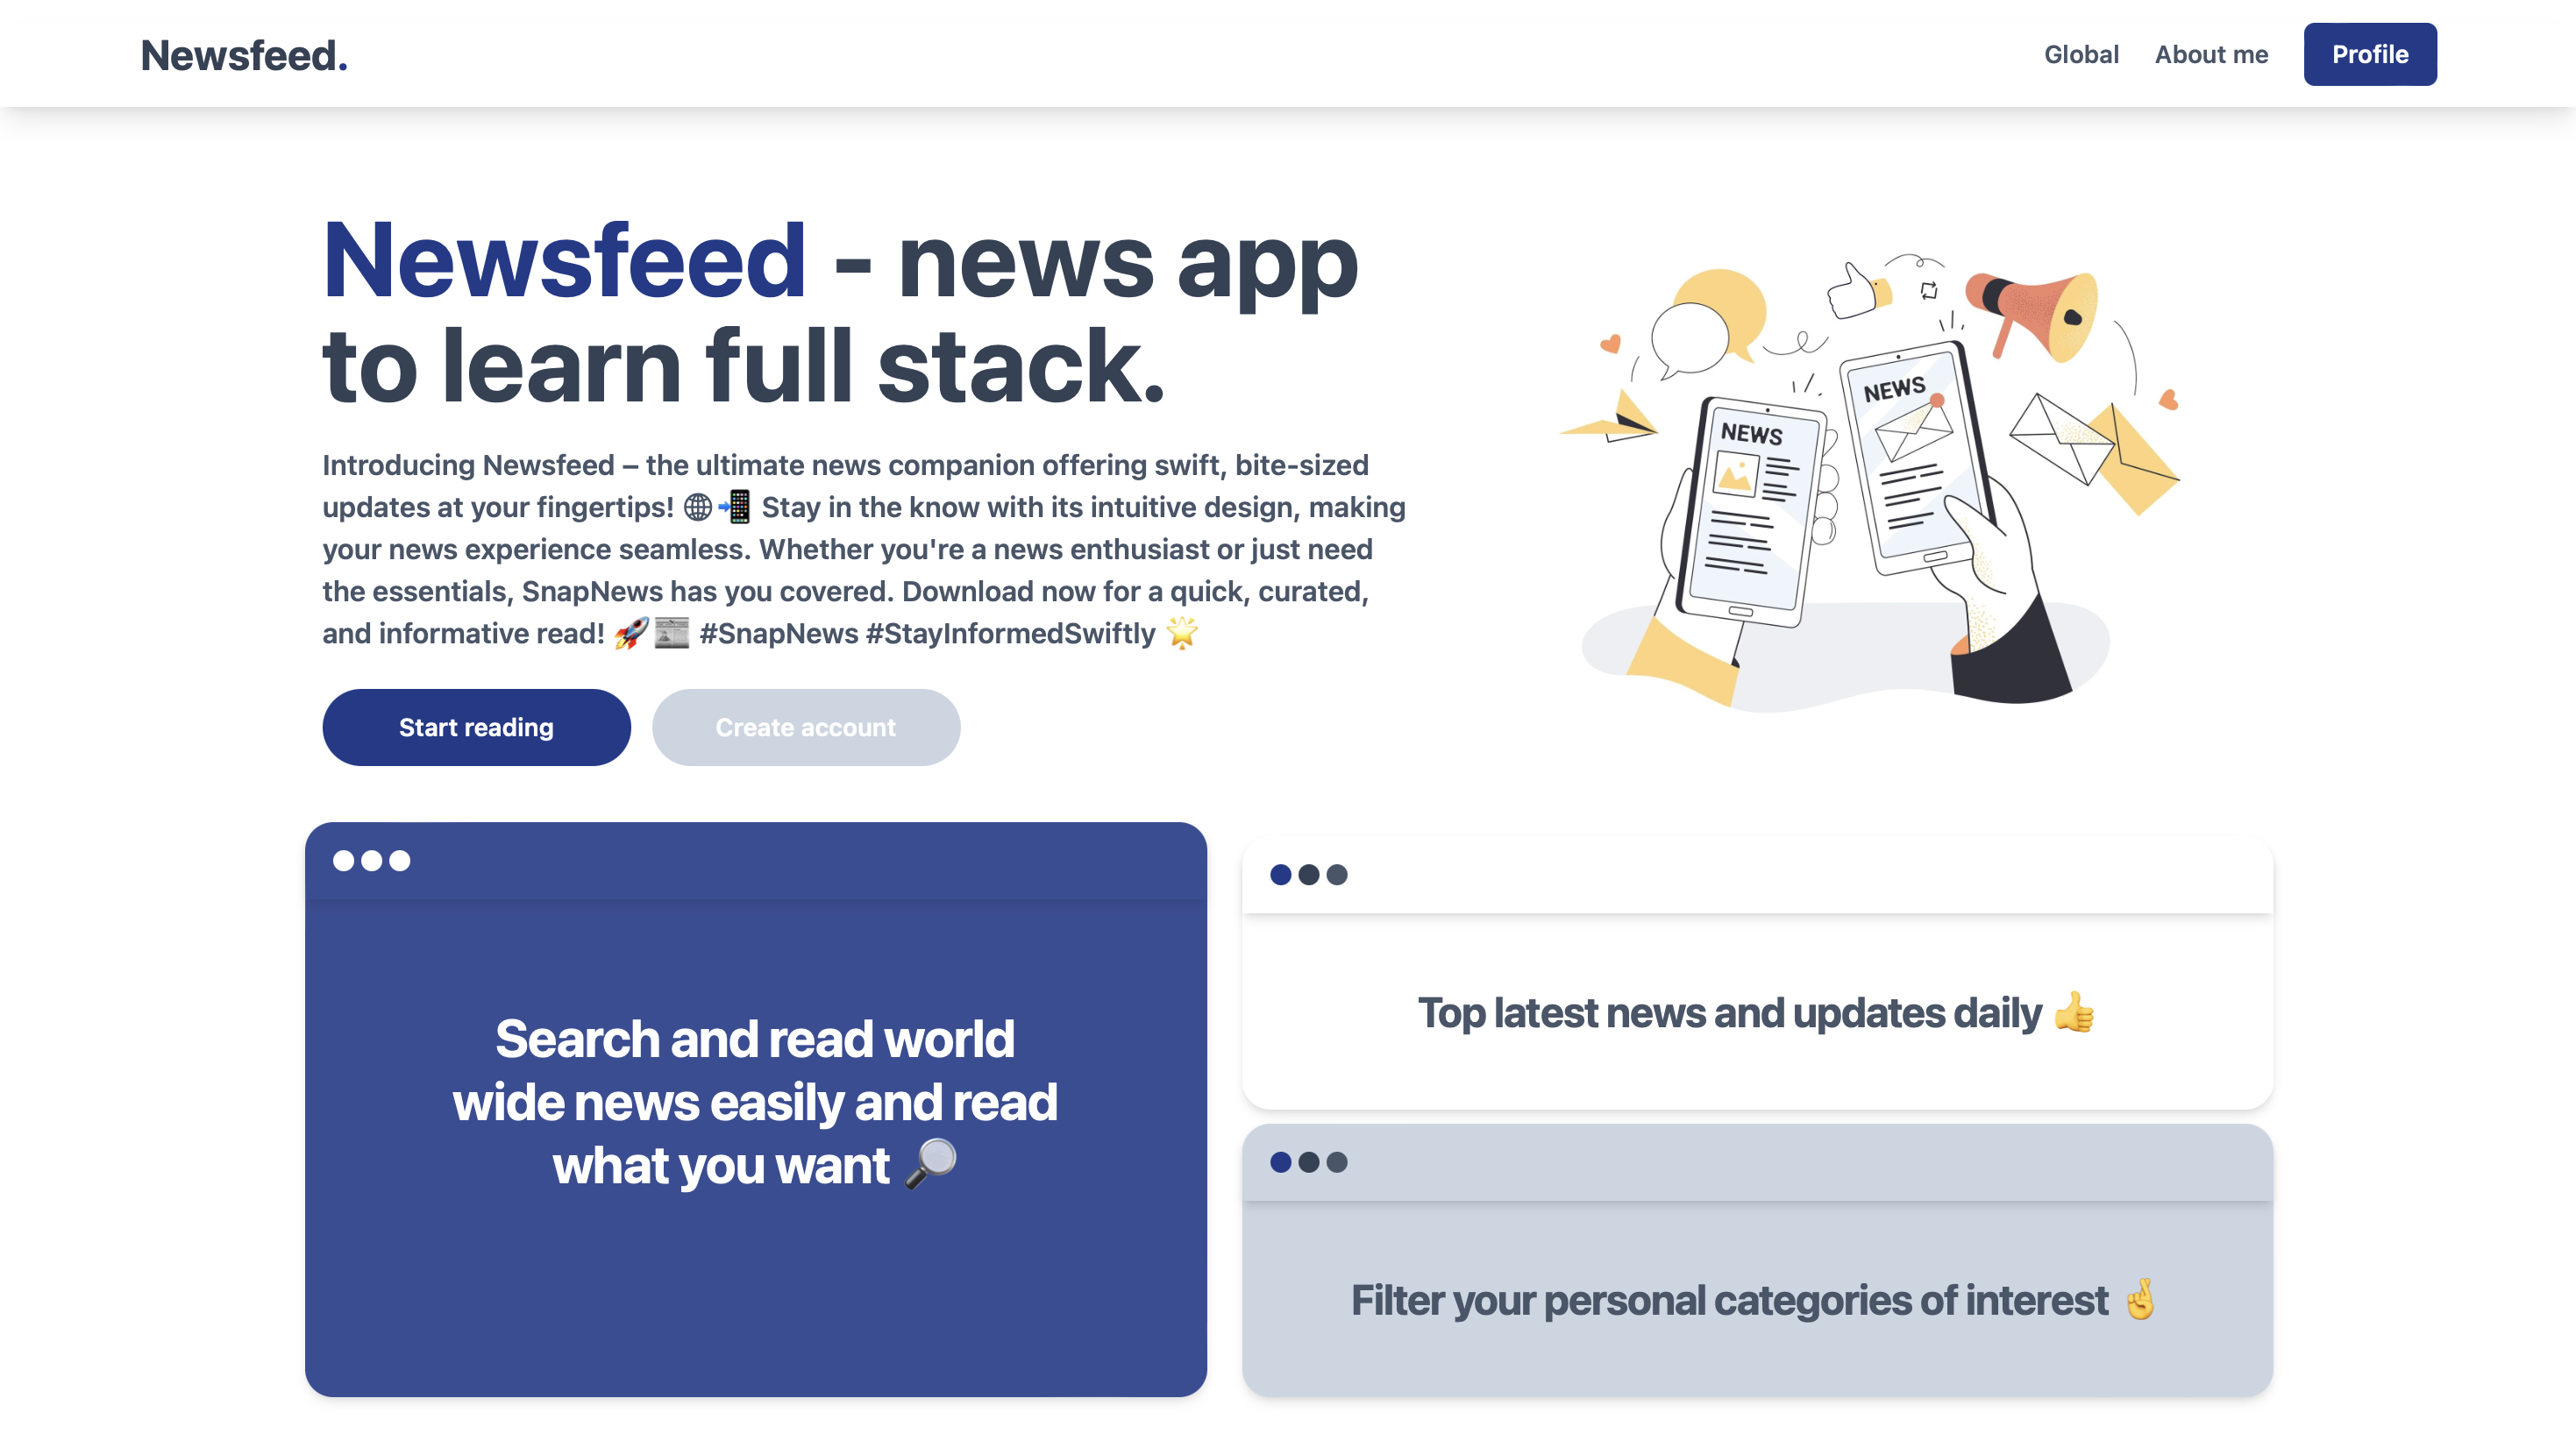 Newsfeed.
Global
About me
Profile
Newsfeed - news app
to learn full stack.
Introducing Newsfeed – the ultimate news companion offering swift, bite-sized
updates at your fingertips! 🌐📲 Stay in the know with its intuitive design, making
your news experience seamless. Whether you're a news enthusiast or just need
the essentials, SnapNews has you covered. Download now for a quick, curated,
and informative read! 🚀📰 #SnapNews #StayInformedSwiftly 🌟
Start reading
Create account
NEWS
NEWS
Search and read world
wide news easily and read
what you want 🔎
Top latest news and updates daily 👍
Filter your personal categories of interest 🤞